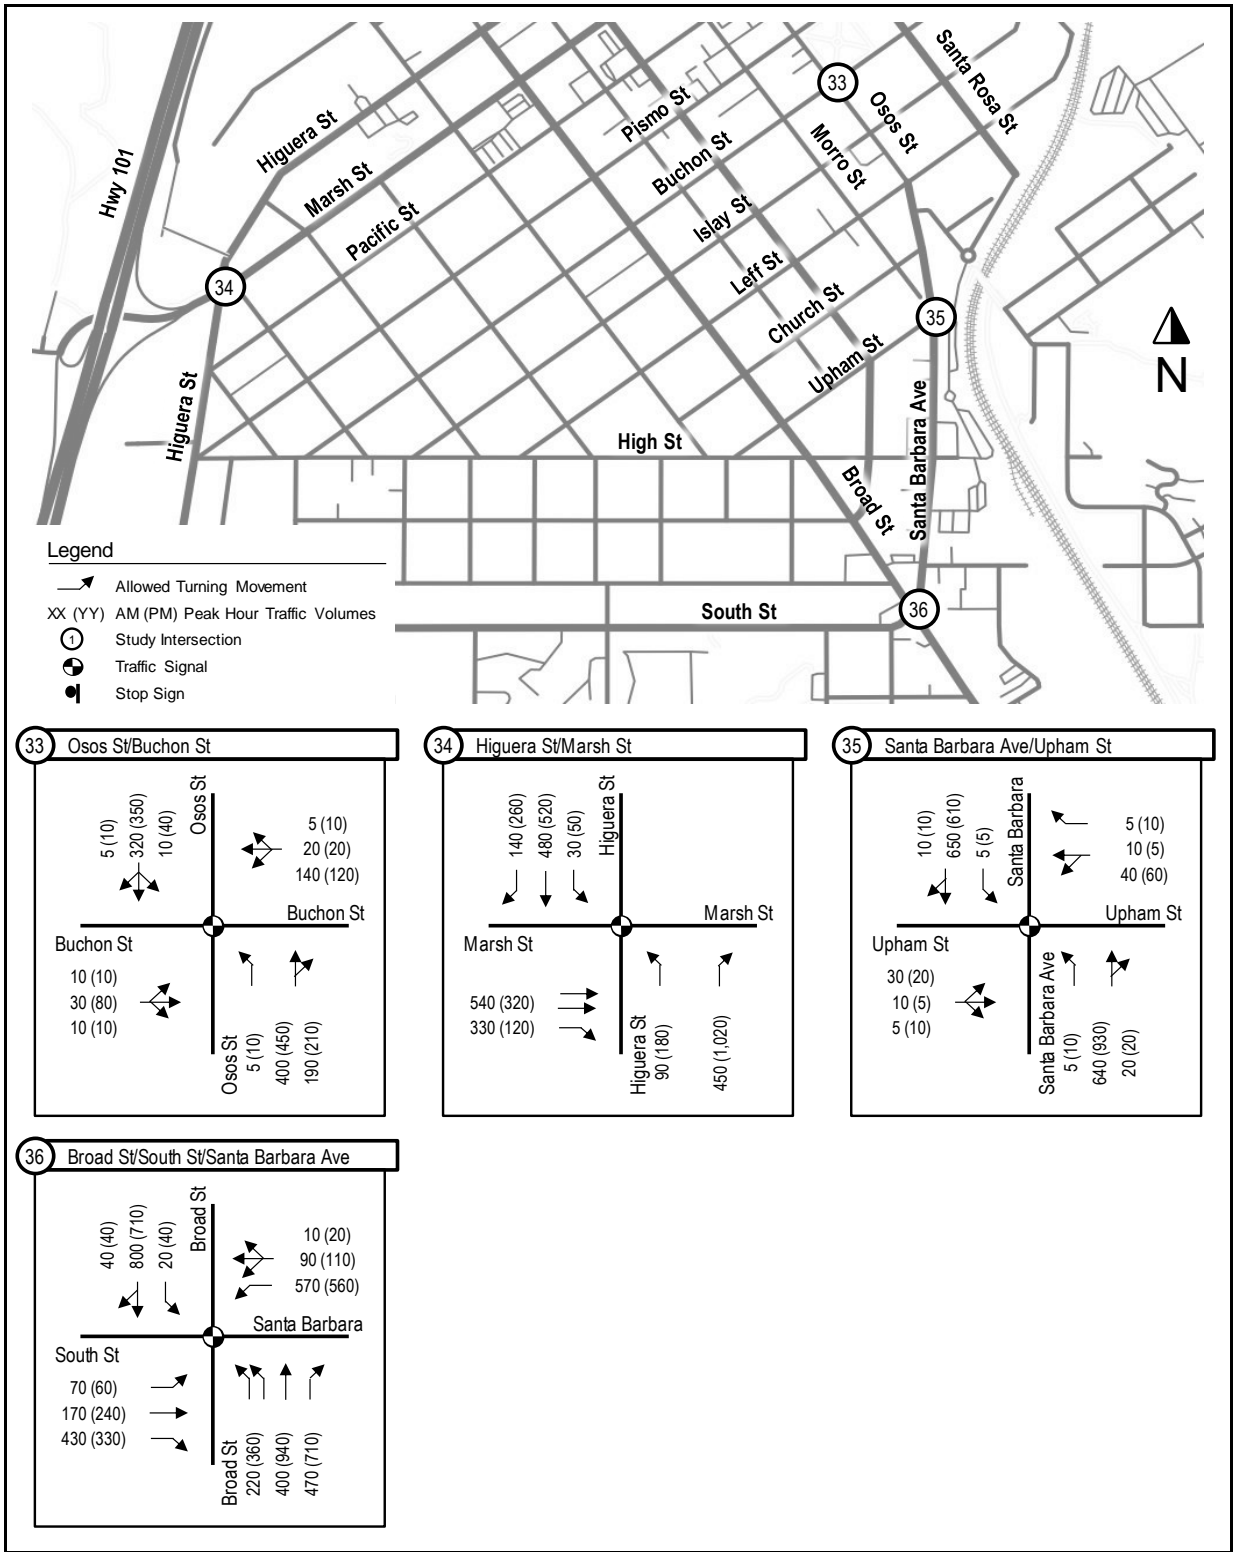 Higuera St
Marsh St
Pacific St
Pismo St
Buchon St
Islay St
Leff St
Church St
Upham St
Morro St
Osos St
Santa Rosa St
Hwy 101
Higuera St
High St
Broad St
Santa Barbara Ave
South St
33
34
35
36
N
Legend
Allowed Turning Movement
XX (YY) AM (PM) Peak Hour Traffic Volumes
1 Study Intersection
Traffic Signal
Stop Sign
33 Osos St/Buchon St
5 (10)
320 (350)
10 (40)
Osos St
5 (10)
20 (20)
140 (120)
Buchon St
Buchon St
10 (10)
30 (80)
10 (10)
Osos St
5 (10)
400 (450)
190 (210)
34 Higuera St/Marsh St
140 (260)
480 (520)
30 (50)
Higuera St
Marsh St
Marsh St
540 (320)
330 (120)
Higuera St
90 (180)
450 (1,020)
35 Santa Barbara Ave/Upham St
10 (10)
650 (610)
5 (5)
Santa Barbara
5 (10)
10 (5)
40 (60)
Upham St
Upham St
30 (20)
10 (5)
5 (10)
Santa Barbara Ave
5 (10)
640 (930)
20 (20)
36 Broad St/South St/Santa Barbara Ave
40 (40)
800 (710)
20 (40)
Broad St
10 (20)
90 (110)
570 (560)
Santa Barbara
South St
70 (60)
170 (240)
430 (330)
Broad St
220 (360)
400 (940)
470 (710)